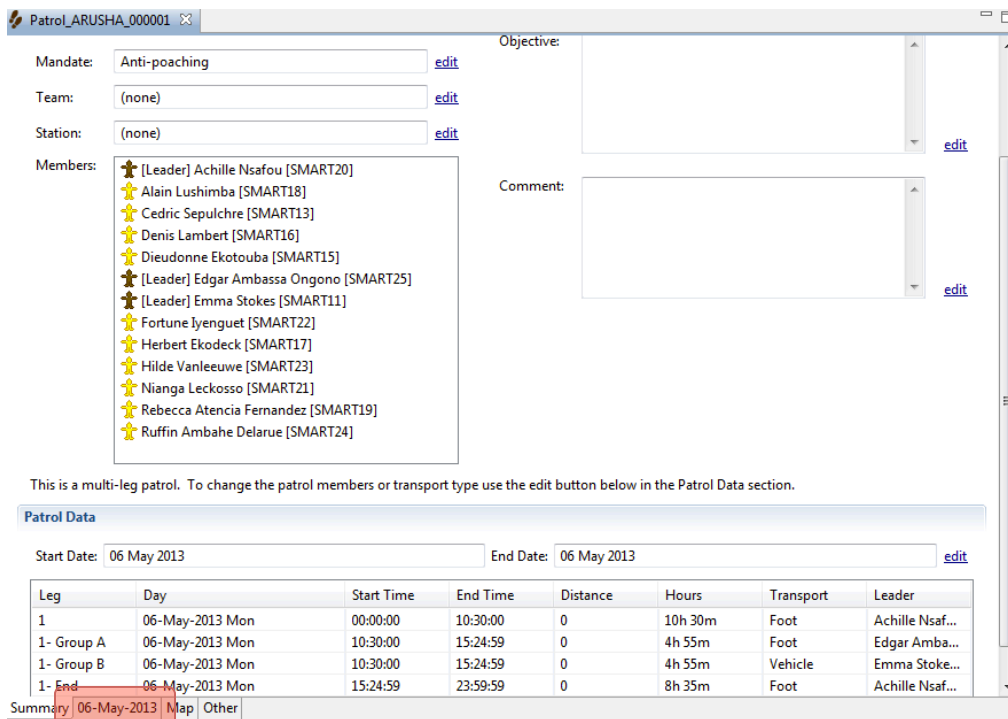 Patrol_ARUSHA_000001
Objective:
Mandate: Anti-poaching edit
Team: (none) edit
Station: (none) edit
edit
Members:
[Leader] Achille Nsafou [SMART20]
Alain Lushimba [SMART18]
Cedric Sepulchre [SMART13]
Denis Lambert [SMART16]
Dieudonne Ekotouba [SMART15]
[Leader] Edgar Ambassa Ongono [SMART25]
[Leader] Emma Stokes [SMART11]
Fortune Iyenguet [SMART22]
Herbert Ekodeck [SMART17]
Hilde Vanleeuwe [SMART23]
Nianga Leckosso [SMART21]
Rebecca Atencia Fernandez [SMART19]
Ruffin Ambahe Delarue [SMART24]
Comment:
edit
This is a multi-leg patrol. To change the patrol members or transport type use the edit button below in the Patrol Data section.
Patrol Data
Start Date: 06 May 2013 End Date: 06 May 2013 edit
Leg Day Start Time End Time Distance Hours Transport Leader
1 06-May-2013 Mon 00:00:00 10:30:00 0 10h 30m Foot Achille Nsaf...
1- Group A 06-May-2013 Mon 10:30:00 15:24:59 0 4h 55m Foot Edgar Amba...
1- Group B 06-May-2013 Mon 10:30:00 15:24:59 0 4h 55m Vehicle Emma Stoke...
1- End 06-May-2013 Mon 15:24:59 23:59:59 0 8h 35m Foot Achille Nsaf...
Summary 06-May-2013 Map Other